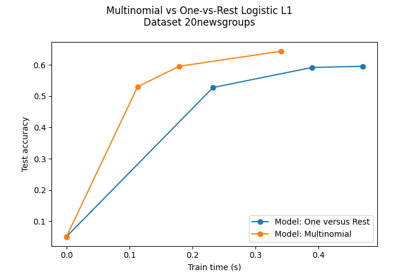 Multinomial vs One-vs-Rest Logistic L1
Dataset 20newsgroups
Test accuracy
0.6
0.5
0.4
0.3
0.2
0.1
Model: One versus Rest
Model: Multinomial
0.0 0.1 0.2 0.3 0.4
Train time (s)